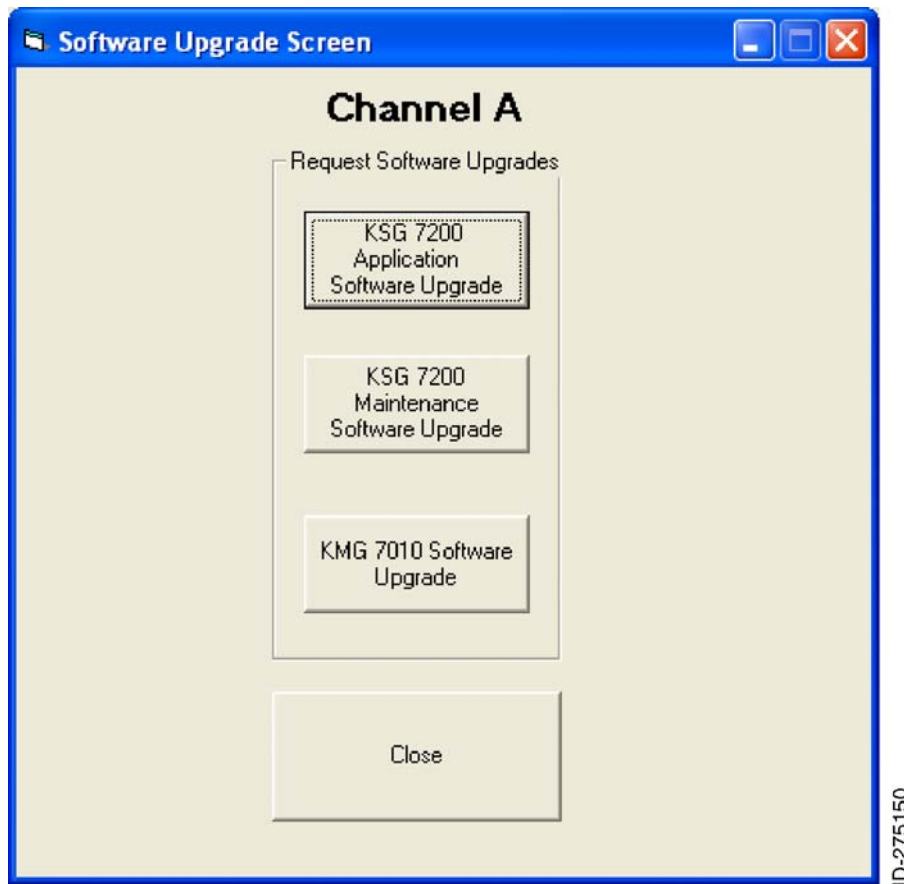 Software Upgrade Screen
Channel A
Request Software Upgrades
KSG 7200
Application
Software Upgrade
KSG 7200
Maintenance
Software Upgrade
KMG 7010 Software
Upgrade
Close
ID-275150